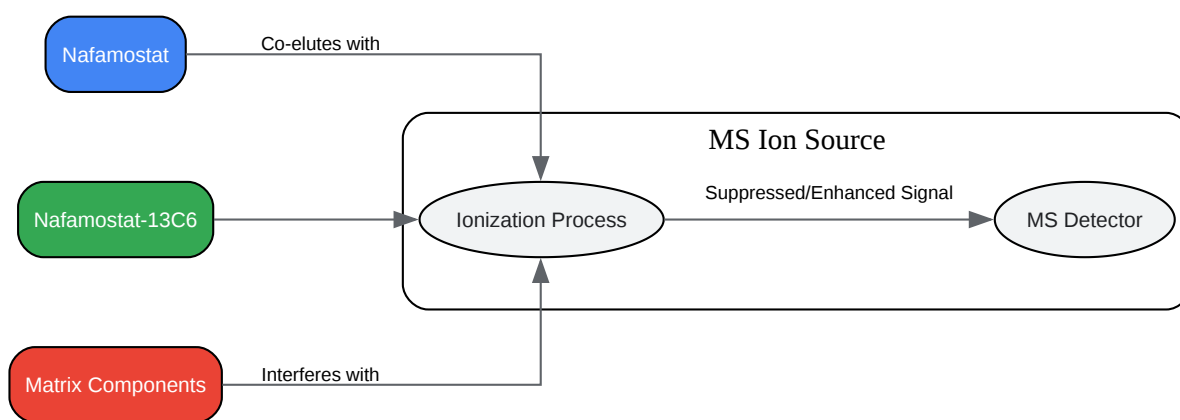 Nafamostat
Co-elutes with
MS Ion Source
Nafamostat-13C6
Ionization Process
Suppressed/Enhanced Signal
MS Detector
Matrix Components
Interferes with